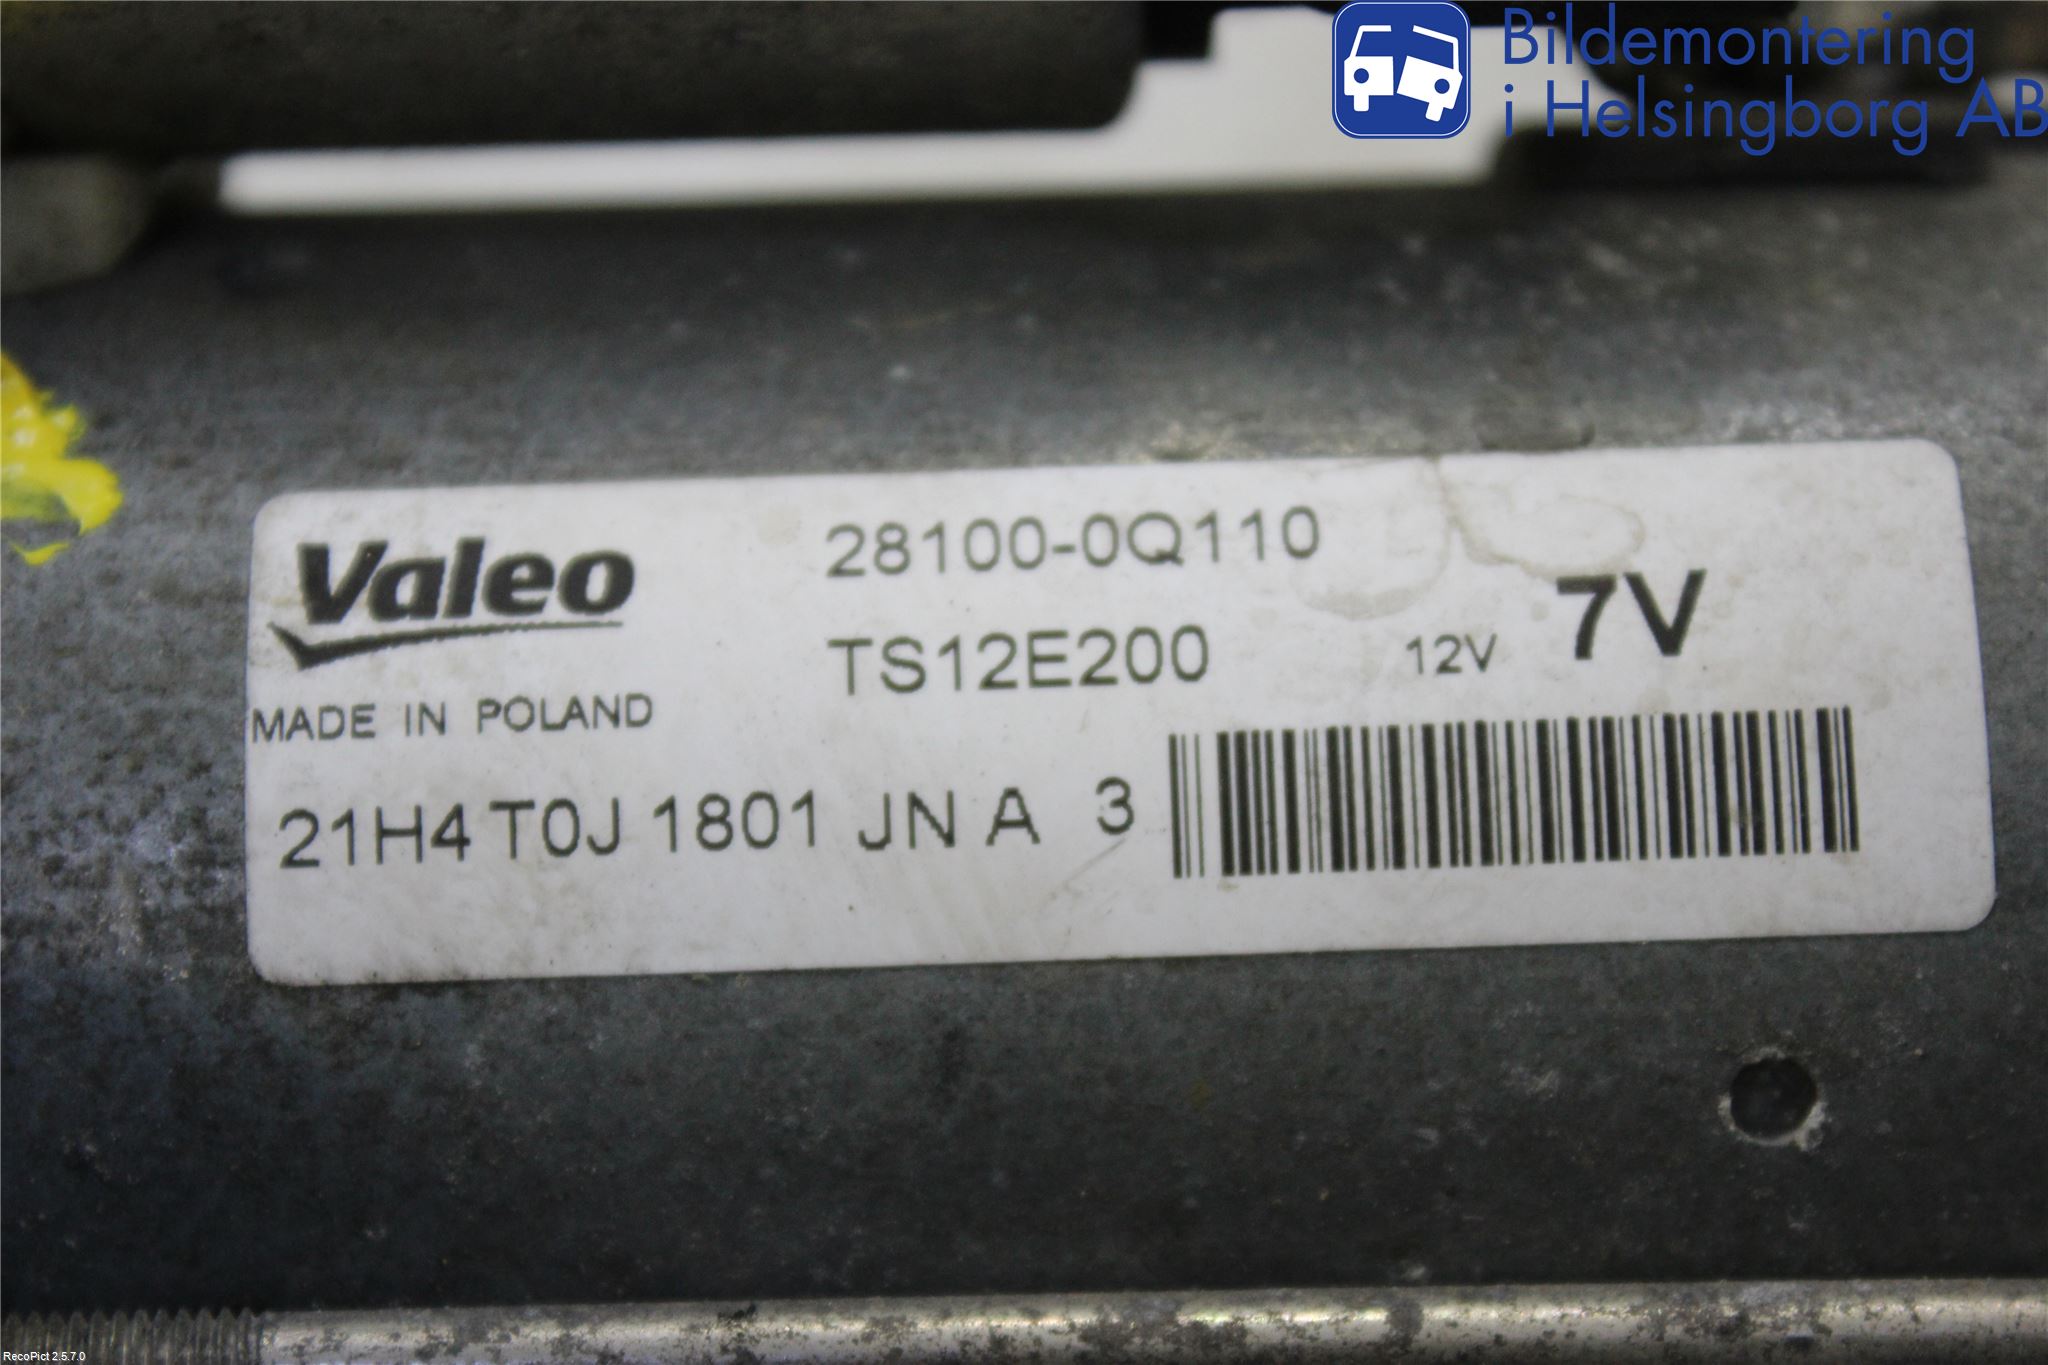 Bildemontering
i Helsingborg AB
Valeo
28100-0Q110
TS12E200
12V 7V
MADE IN POLAND
21H4 T0J 1801 JN A 3
RecoPict 2.5.7.0